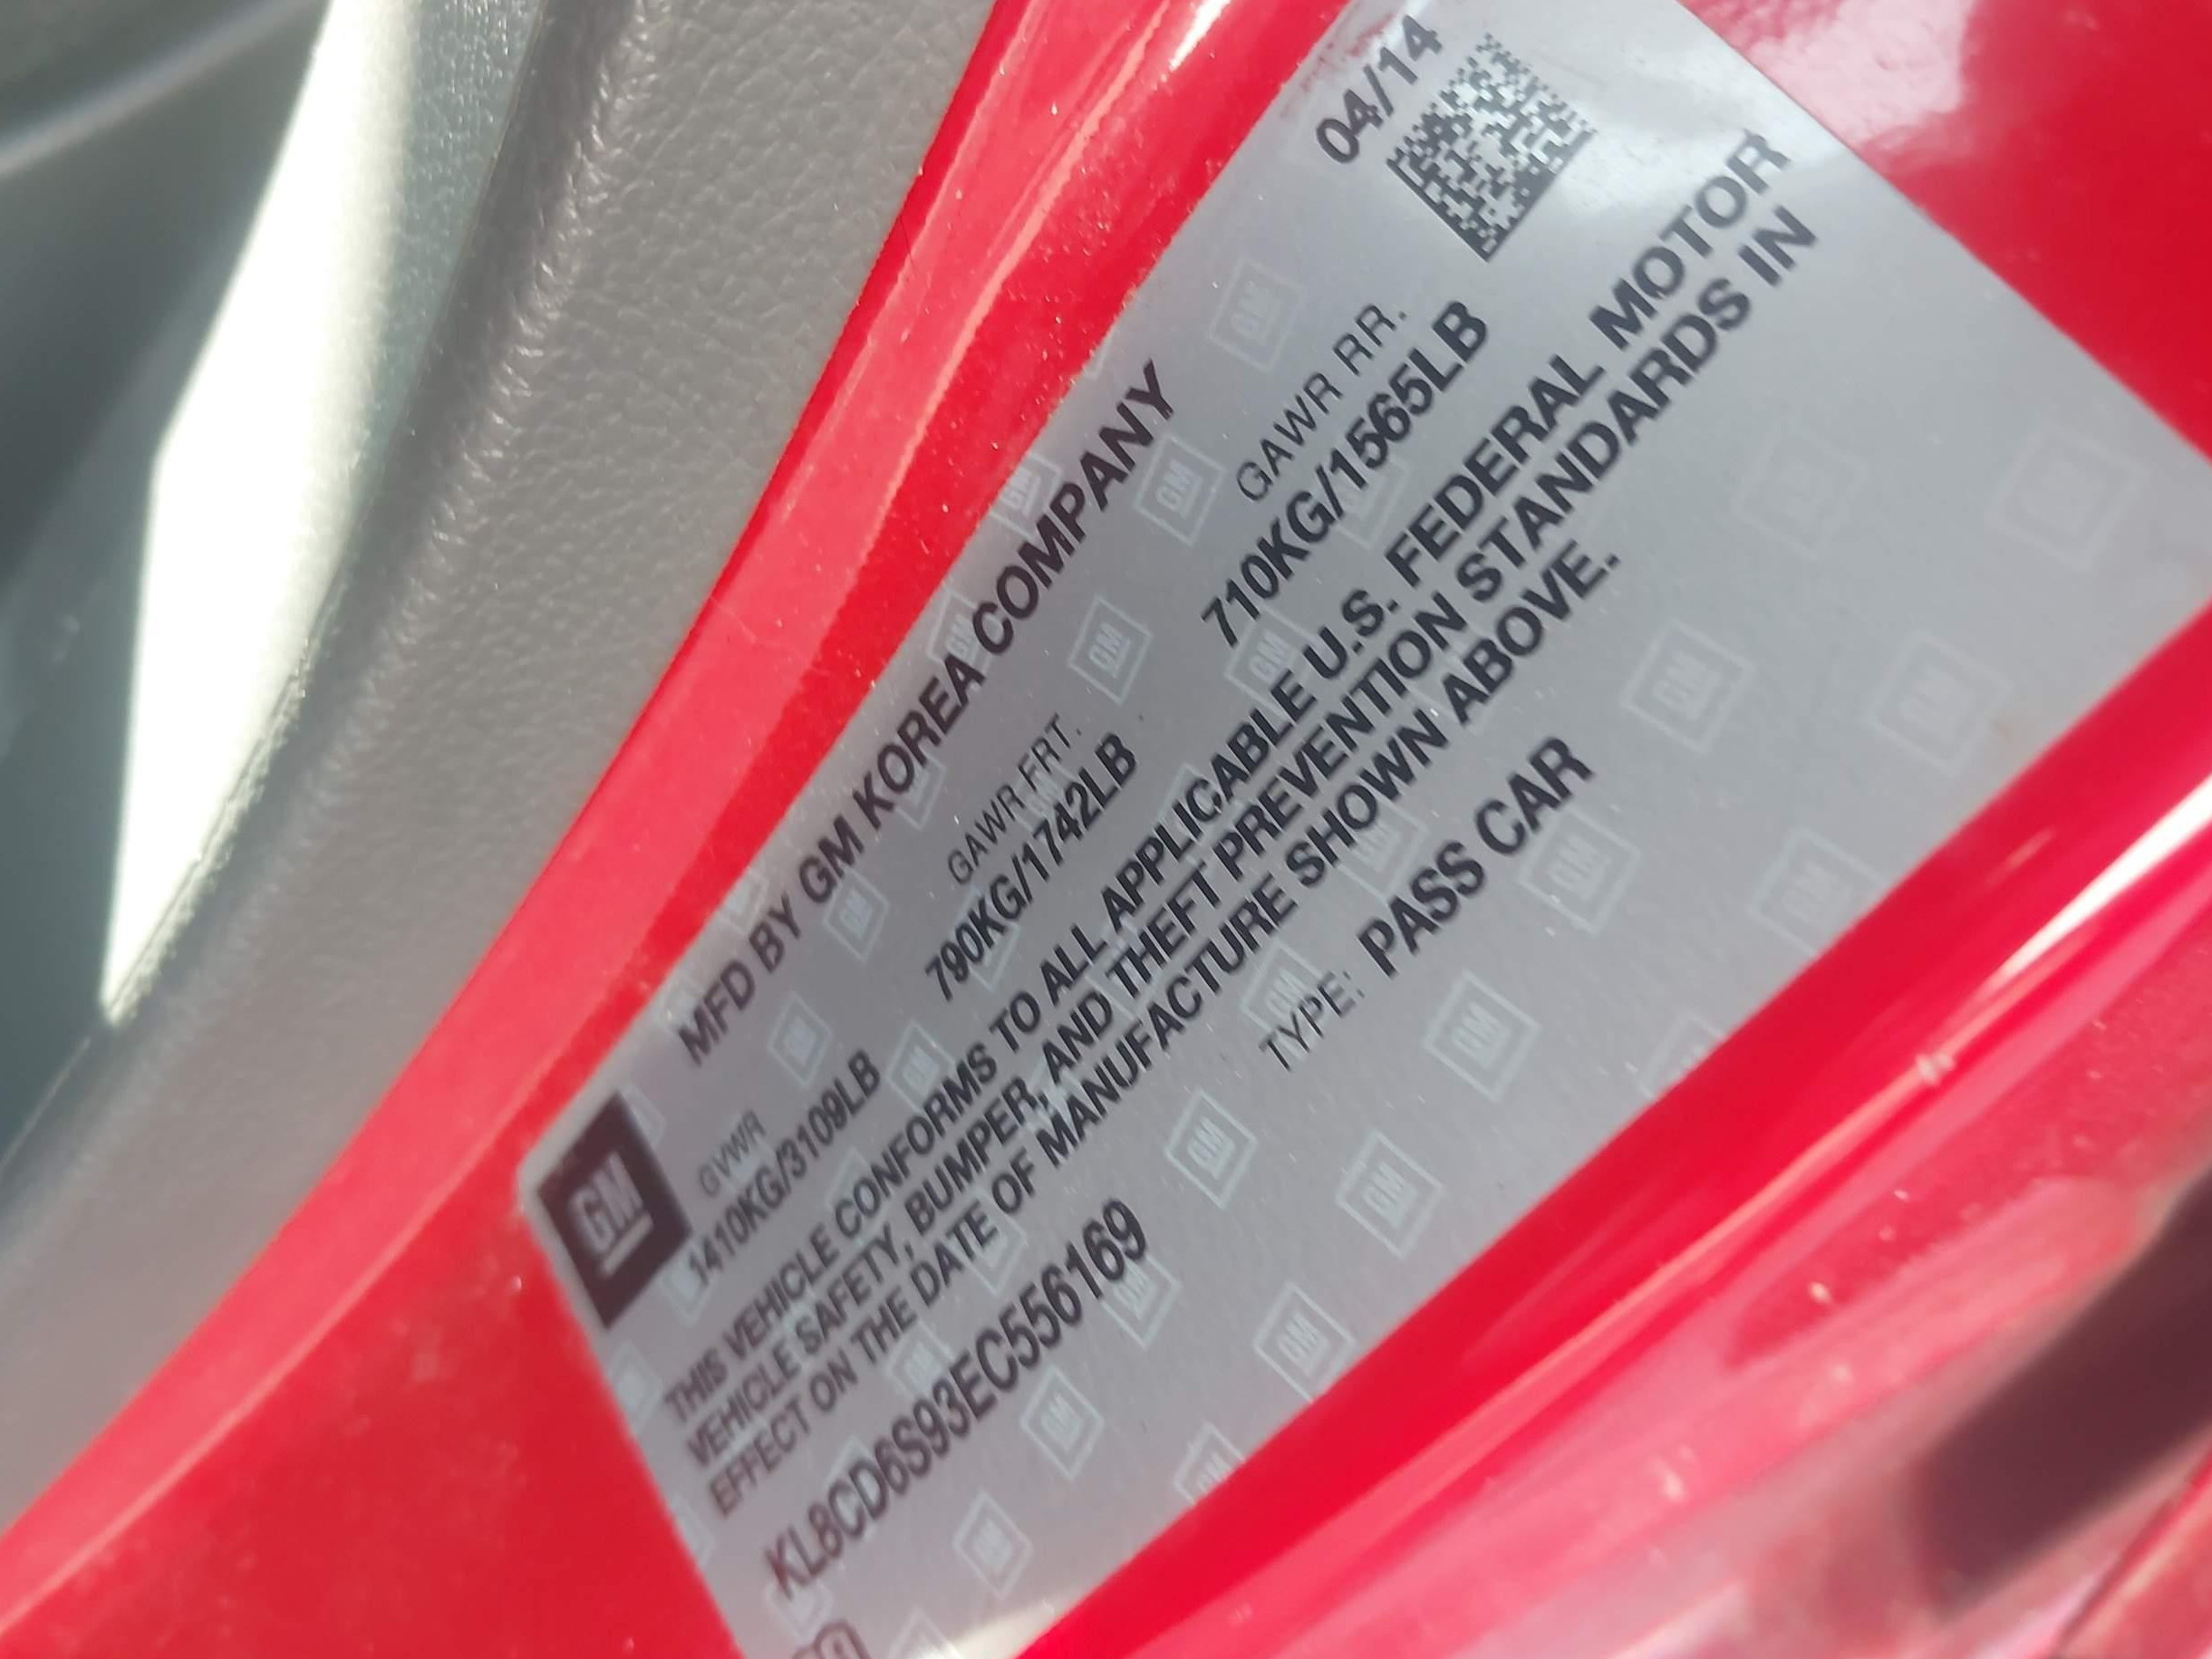 04/14
MFD BY GM KOREA COMPANY
GM
GVWR GAWR FRT. GAWR RR.
1410KG/3109LB 790KG/1742LB 710KG/1565LB
THIS VEHICLE CONFORMS TO ALL APPLICABLE U.S. FEDERAL MOTOR
VEHICLE SAFETY, BUMPER, AND THEFT PREVENTION STANDARDS IN
EFFECT ON THE DATE OF MANUFACTURE SHOWN ABOVE.
KL8CD6S93EC556169 TYPE: PASS CAR